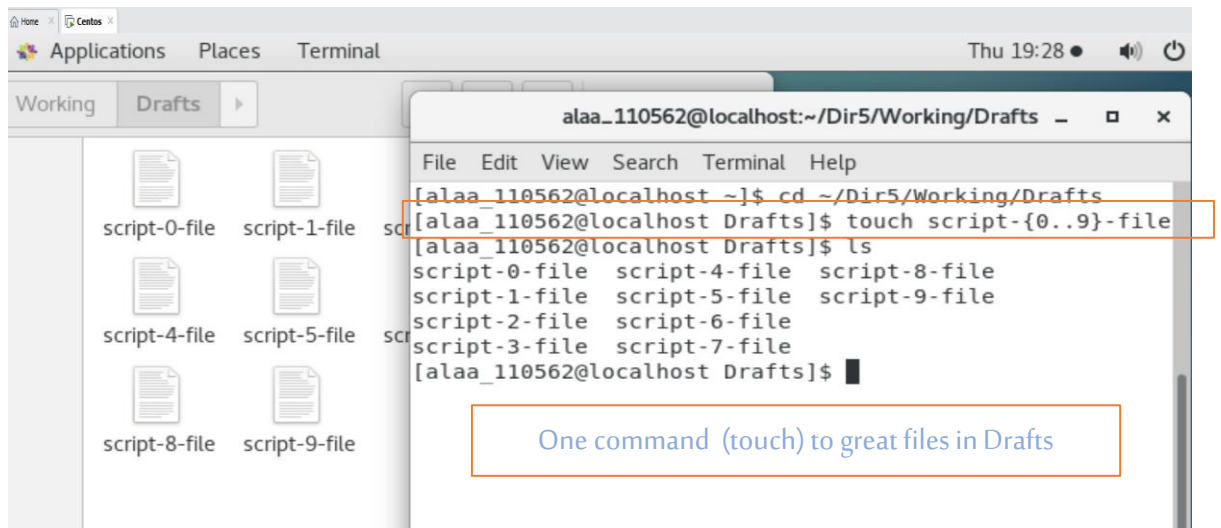 Home
Centos
Applications Places Terminal Thu 19:28
Working Drafts
alaa_110562@localhost:~/Dir5/Working/Drafts
File Edit View Search Terminal Help
[alaa_110562@localhost ~]$ cd ~/Dir5/Working/Drafts
[alaa_110562@localhost Drafts]$ touch script-{0..9}-file
[alaa_110562@localhost Drafts]$ ls
script-0-file script-4-file script-8-file
script-1-file script-5-file script-9-file
script-2-file script-6-file
script-3-file script-7-file
[alaa_110562@localhost Drafts]$
script-0-file script-1-file scr
script-4-file script-5-file scr
script-8-file script-9-file
One command (touch) to great files in Drafts